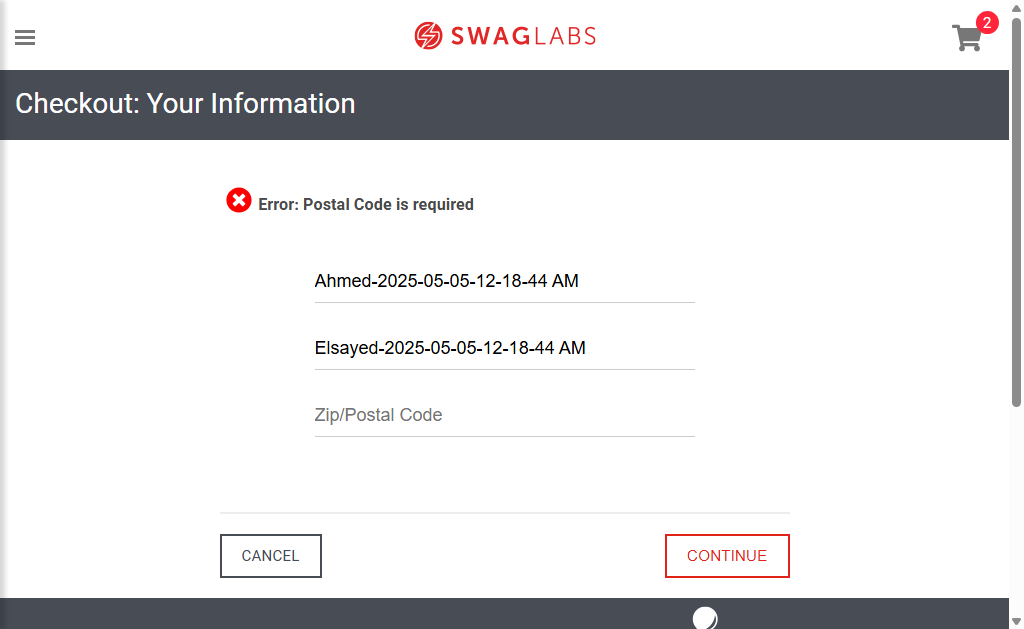 SWAGLABS
2
Checkout: Your Information
Error: Postal Code is required
Ahmed-2025-05-05-12-18-44 AM
Elsayed-2025-05-05-12-18-44 AM
Zip/Postal Code
CANCEL
CONTINUE